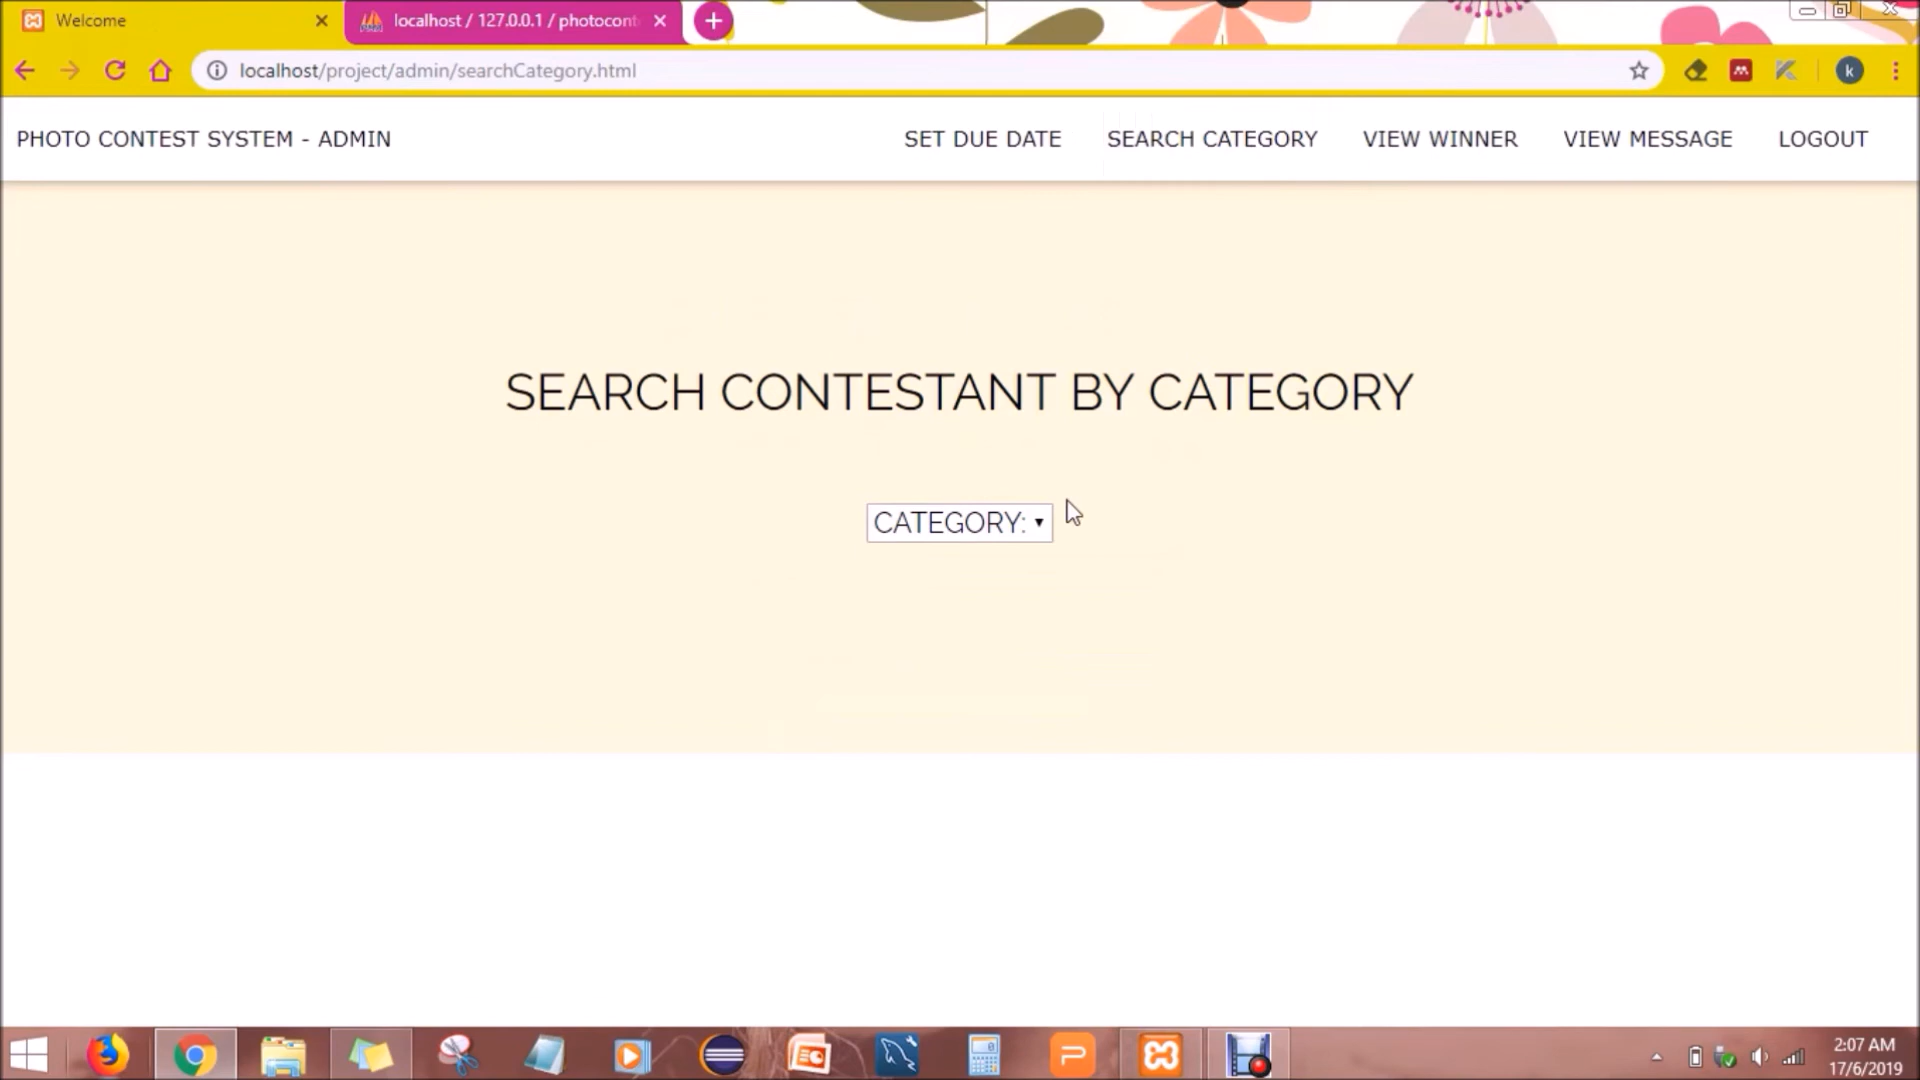 Welcome
localhost / 127.0.0.1 / photocont
localhost/project/admin/searchCategory.html
k
PHOTO CONTEST SYSTEM - ADMIN
SET DUE DATE
SEARCH CATEGORY
VIEW WINNER
VIEW MESSAGE
LOGOUT
SEARCH CONTESTANT BY CATEGORY
CATEGORY:
2:07 AM
17/6/2019